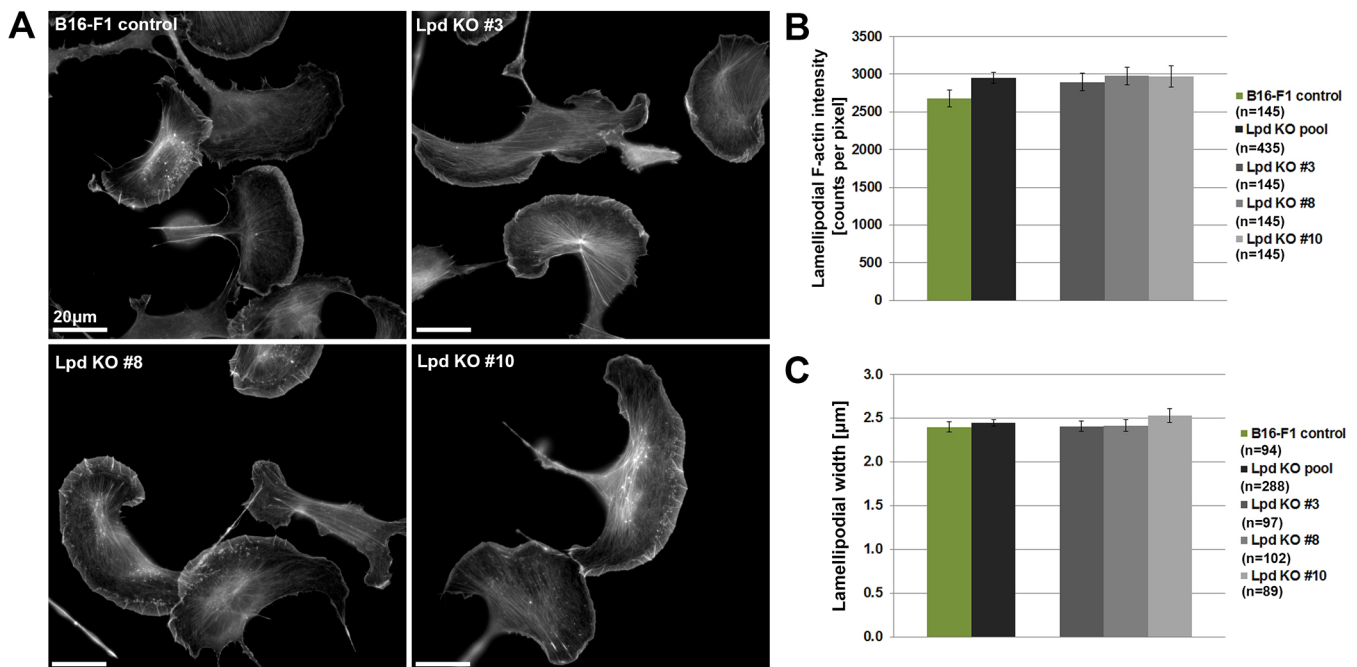 A
B16-F1 control
Lpd KO #3
20µm
Lpd KO #8
Lpd KO #10
B
Lamellipodial F-actin intensity
[counts per pixel]
3500
3000
2500
2000
1500
1000
500
0
B16-F1 control
(n=145)
Lpd KO pool
(n=435)
Lpd KO #3
(n=145)
Lpd KO #8
(n=145)
Lpd KO #10
(n=145)
C
Lamellipodial width [µm]
3.0
2.5
2.0
1.5
1.0
0.5
0.0
B16-F1 control
(n=94)
Lpd KO pool
(n=288)
Lpd KO #3
(n=97)
Lpd KO #8
(n=102)
Lpd KO #10
(n=89)